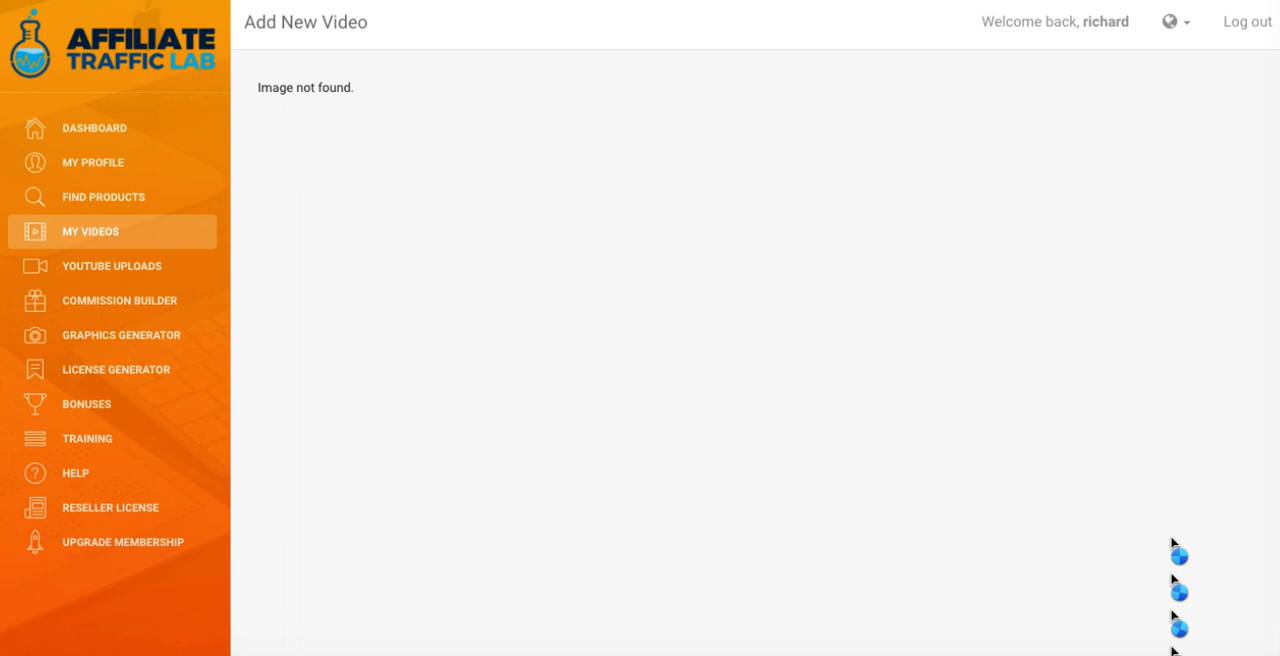 AFFILIATE
TRAFFIC LAB
Add New Video
Welcome back, richard
Log out
Image not found.
DASHBOARD
MY PROFILE
FIND PRODUCTS
MY VIDEOS
YOUTUBE UPLOADS
COMMISSION BUILDER
GRAPHICS GENERATOR
LICENSE GENERATOR
BONUSES
TRAINING
HELP
RESELLER LICENSE
UPGRADE MEMBERSHIP